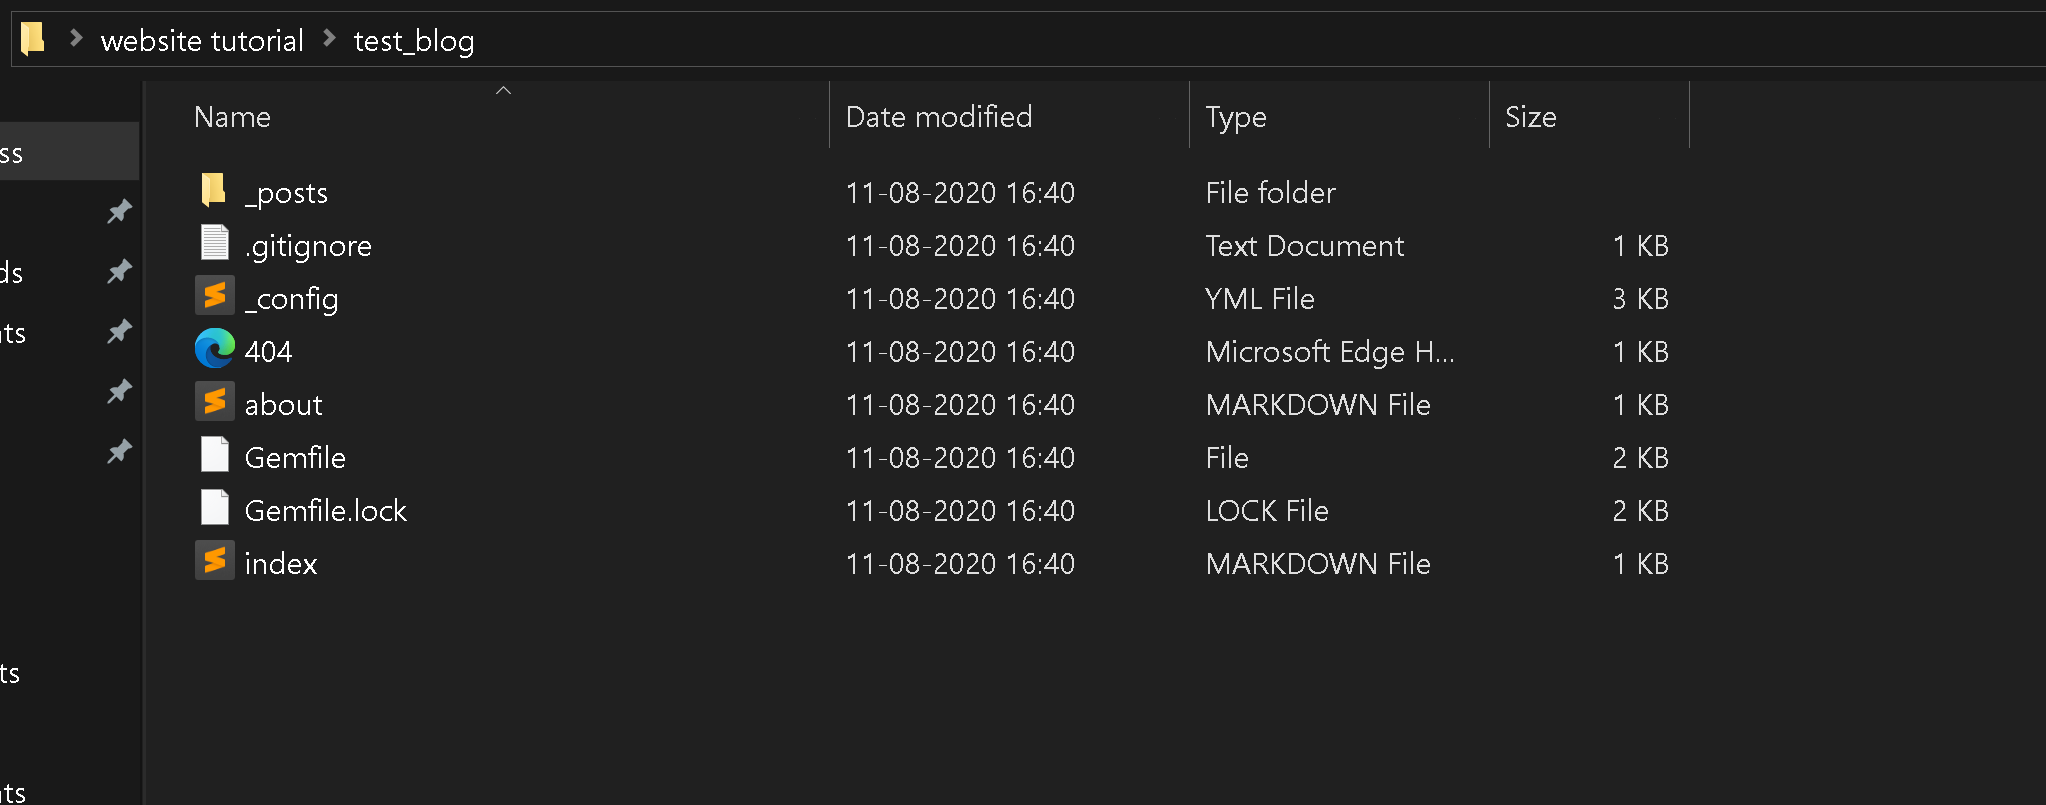 website tutorial > test_blog
Name Date modified Type Size
ss
_posts 11-08-2020 16:40 File folder
.gitignore 11-08-2020 16:40 Text Document 1 KB
ds
_config 11-08-2020 16:40 YML File 3 KB
nts
404 11-08-2020 16:40 Microsoft Edge H... 1 KB
about 11-08-2020 16:40 MARKDOWN File 1 KB
Gemfile 11-08-2020 16:40 File 2 KB
Gemfile.lock 11-08-2020 16:40 LOCK File 2 KB
index 11-08-2020 16:40 MARKDOWN File 1 KB
ts
nts